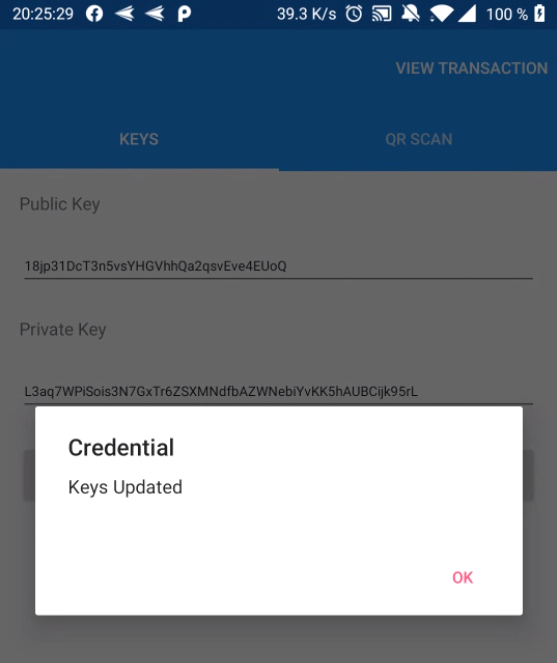 20:25:29 39.3 K/s 100 %
VIEW TRANSACTION
KEYS QR SCAN
Public Key
18jp31DcT3n5vsYHGVhhQa2qsvEve4EUoQ
Private Key
L3aq7WPiSois3N7GxTr6ZSXMNdfbAZWNebiYvKK5hAUBCijk95rL
Credential
Keys Updated
OK